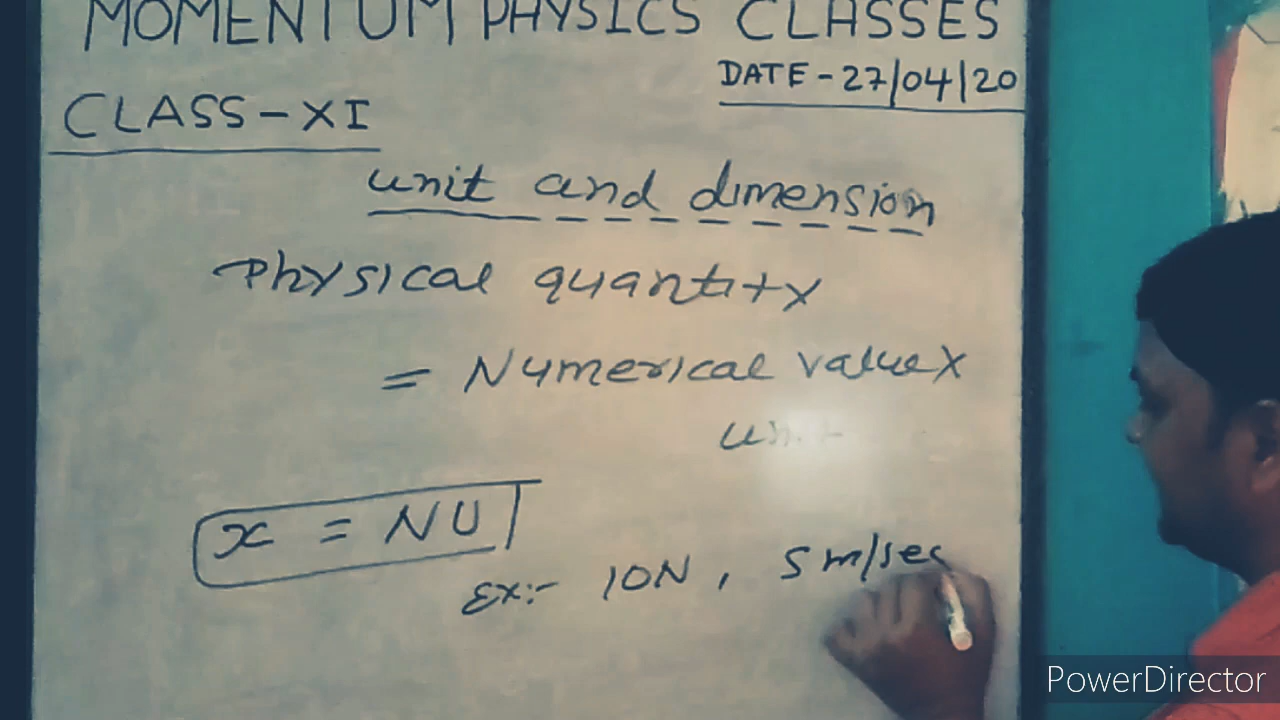 MOMENTUM PHYSICS CLASSES
DATE - 27/04/20
CLASS - XI
unit and dimension
Physical quantity
= Numerical value X
unit
x = NU
Ex:- 10N, 5 m/sec
PowerDirector